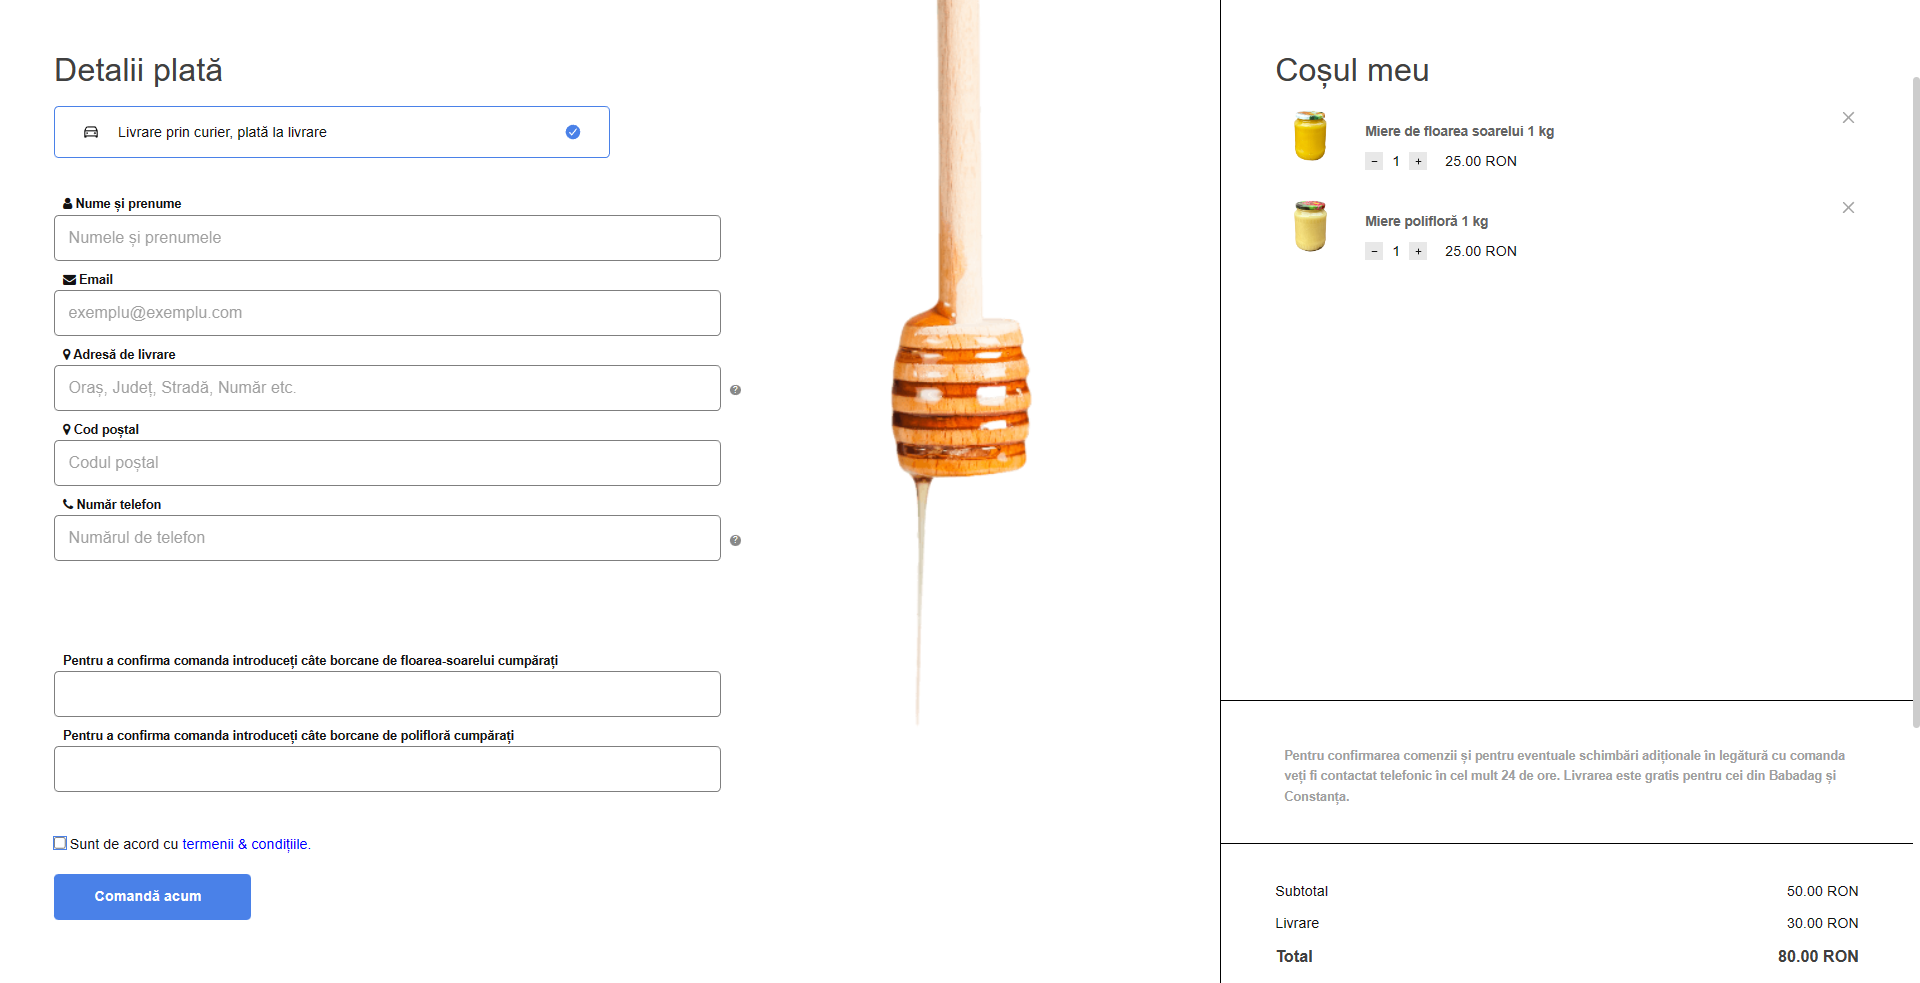 Detalii plată
Livrare prin curier, plată la livrare
Nume și prenume
Numele și prenumele
Email
exemplu@exemplu.com
Adresă de livrare
Oraș, Județ, Stradă, Număr etc.
?
Cod poștal
Codul poștal
Număr telefon
Numărul de telefon
?
Pentru a confirma comanda introduceți câte borcane de floarea-soarelui cumpărați
Pentru a confirma comanda introduceți câte borcane de polifloră cumpărați
Sunt de acord cu termenii & condițiile.
Comandă acum
Coșul meu
Miere de floarea soarelui 1 kg
− 1 + 25.00 RON
Miere polifloră 1 kg
− 1 + 25.00 RON
Pentru confirmarea comenzii și pentru eventuale schimbări adiționale în legătură cu comanda
veți fi contactat telefonic în cel mult 24 de ore. Livrarea este gratis pentru cei din Babadag și
Constanța.
Subtotal 50.00 RON
Livrare 30.00 RON
Total 80.00 RON